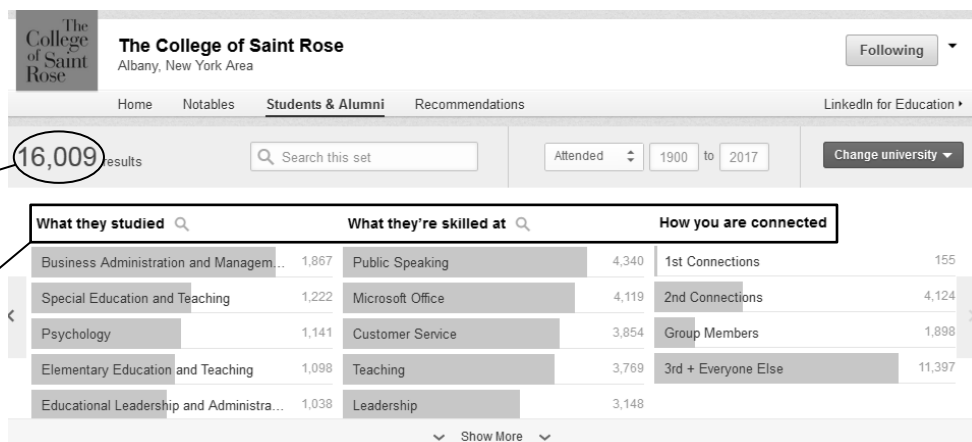 The
College
of Saint
Rose
The College of Saint Rose
Albany, New York Area
Following
Home Notables Students & Alumni Recommendations LinkedIn for Education
16,009 results Search this set Attended 1900 to 2017 Change university
What they studied What they're skilled at How you are connected
Business Administration and Managem... 1,867 Public Speaking 4,340 1st Connections 155
Special Education and Teaching 1,222 Microsoft Office 4,119 2nd Connections 4,124
Psychology 1,141 Customer Service 3,854 Group Members 1,898
Elementary Education and Teaching 1,098 Teaching 3,769 3rd + Everyone Else 11,397
Educational Leadership and Administra... 1,038 Leadership 3,148
Show More